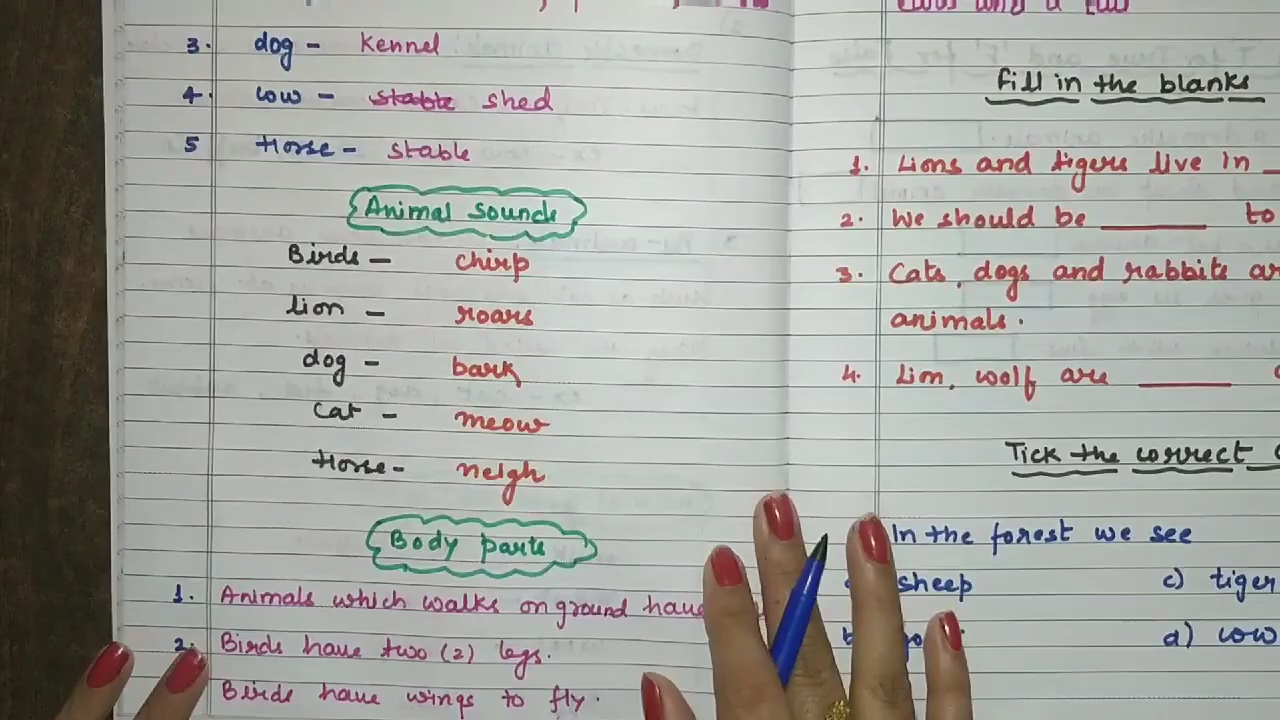 3. dog - Kennel
4. cow - stable shed
5 Horse - stable
Animal sounds
Birds - chirp
lion - roars
dog - bark
cat - meow
Horse - neigh
Body parts
1. Animals which walks on ground have
2. Birds have two (2) legs.
Birds have wings to fly.
Fill in the blanks
1. Lions and tigers live in
2. We should be ______ to
3. Cats, dogs and rabbits ar
animals.
4. Lion, wolf are ______
Tick the correct
In the forest we see
sheep c) tiger
d) cow